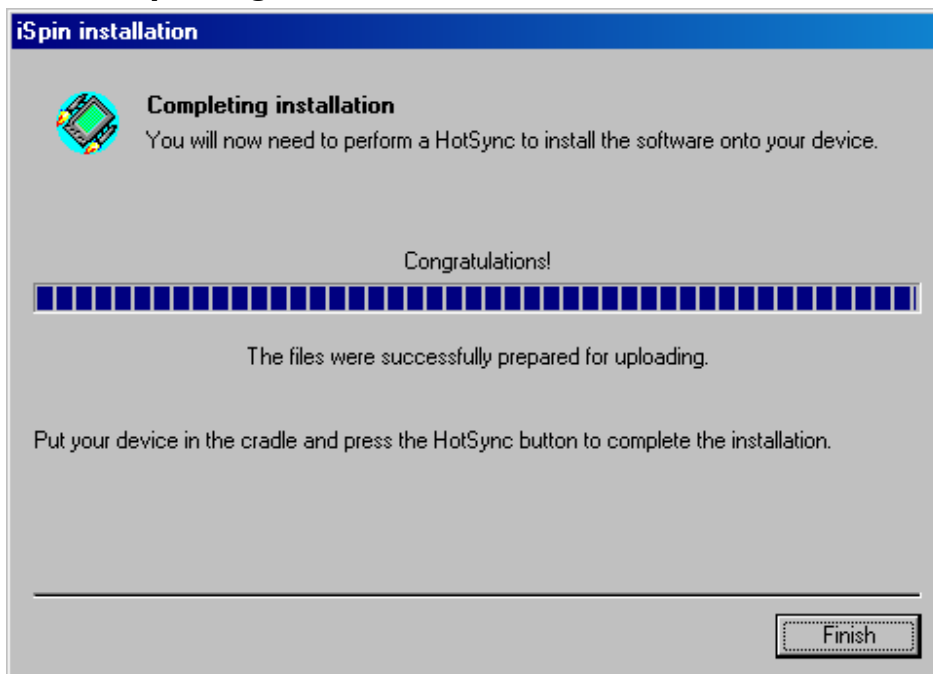 iSpin installation
Completing installation
You will now need to perform a HotSync to install the software onto your device.
Congratulations!
The files were successfully prepared for uploading.
Put your device in the cradle and press the HotSync button to complete the installation.
Finish